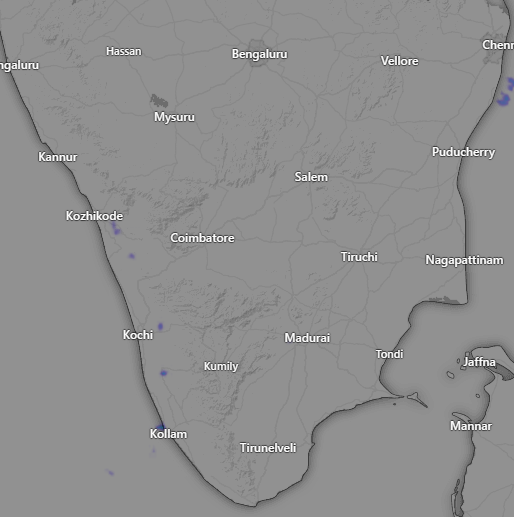 Hassan
Bengaluru
Chenn
Vellore
ngaluru
Mysuru
Kannur
Puducherry
Salem
Kozhikode
Coimbatore
Tiruchi
Nagapattinam
Kochi
Madurai
Tondi
Kumily
Jaffna
Kollam
Mannar
Tirunelveli